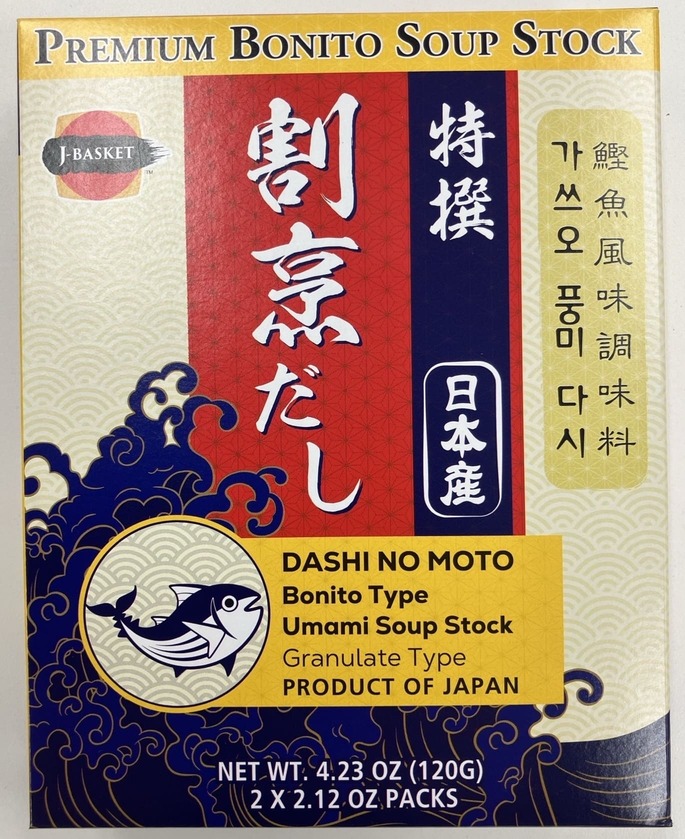 PREMIUM BONITO SOUP STOCK
J-BASKET
TM
特撰
割烹だし
日本産
鰹魚風味調味料
가쓰오 풍미 다시
DASHI NO MOTO
Bonito Type
Umami Soup Stock
Granulate Type
PRODUCT OF JAPAN
NET WT. 4.23 OZ (120G)
2 X 2.12 OZ PACKS